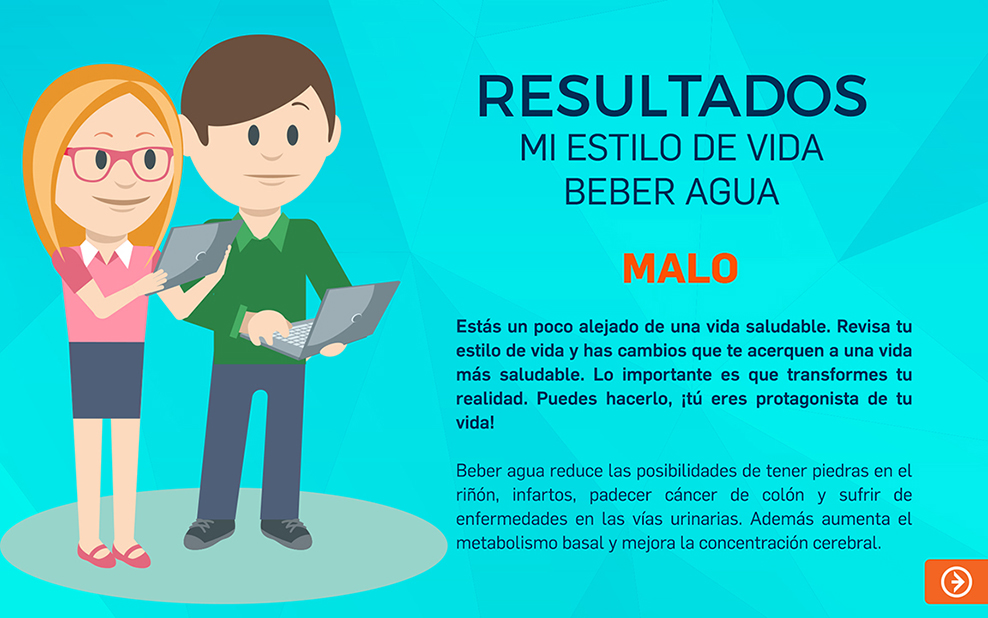 RESULTADOS
MI ESTILO DE VIDA
BEBER AGUA
MALO
Estás un poco alejado de una vida saludable. Revisa tu
estilo de vida y has cambios que te acerquen a una vida
más saludable. Lo importante es que transformes tu
realidad. Puedes hacerlo, ¡tú eres protagonista de tu
vida!
Beber agua reduce las posibilidades de tener piedras en el
riñón, infartos, padecer cáncer de colón y sufrir de
enfermedades en las vías urinarias. Además aumenta el
metabolismo basal y mejora la concentración cerebral.